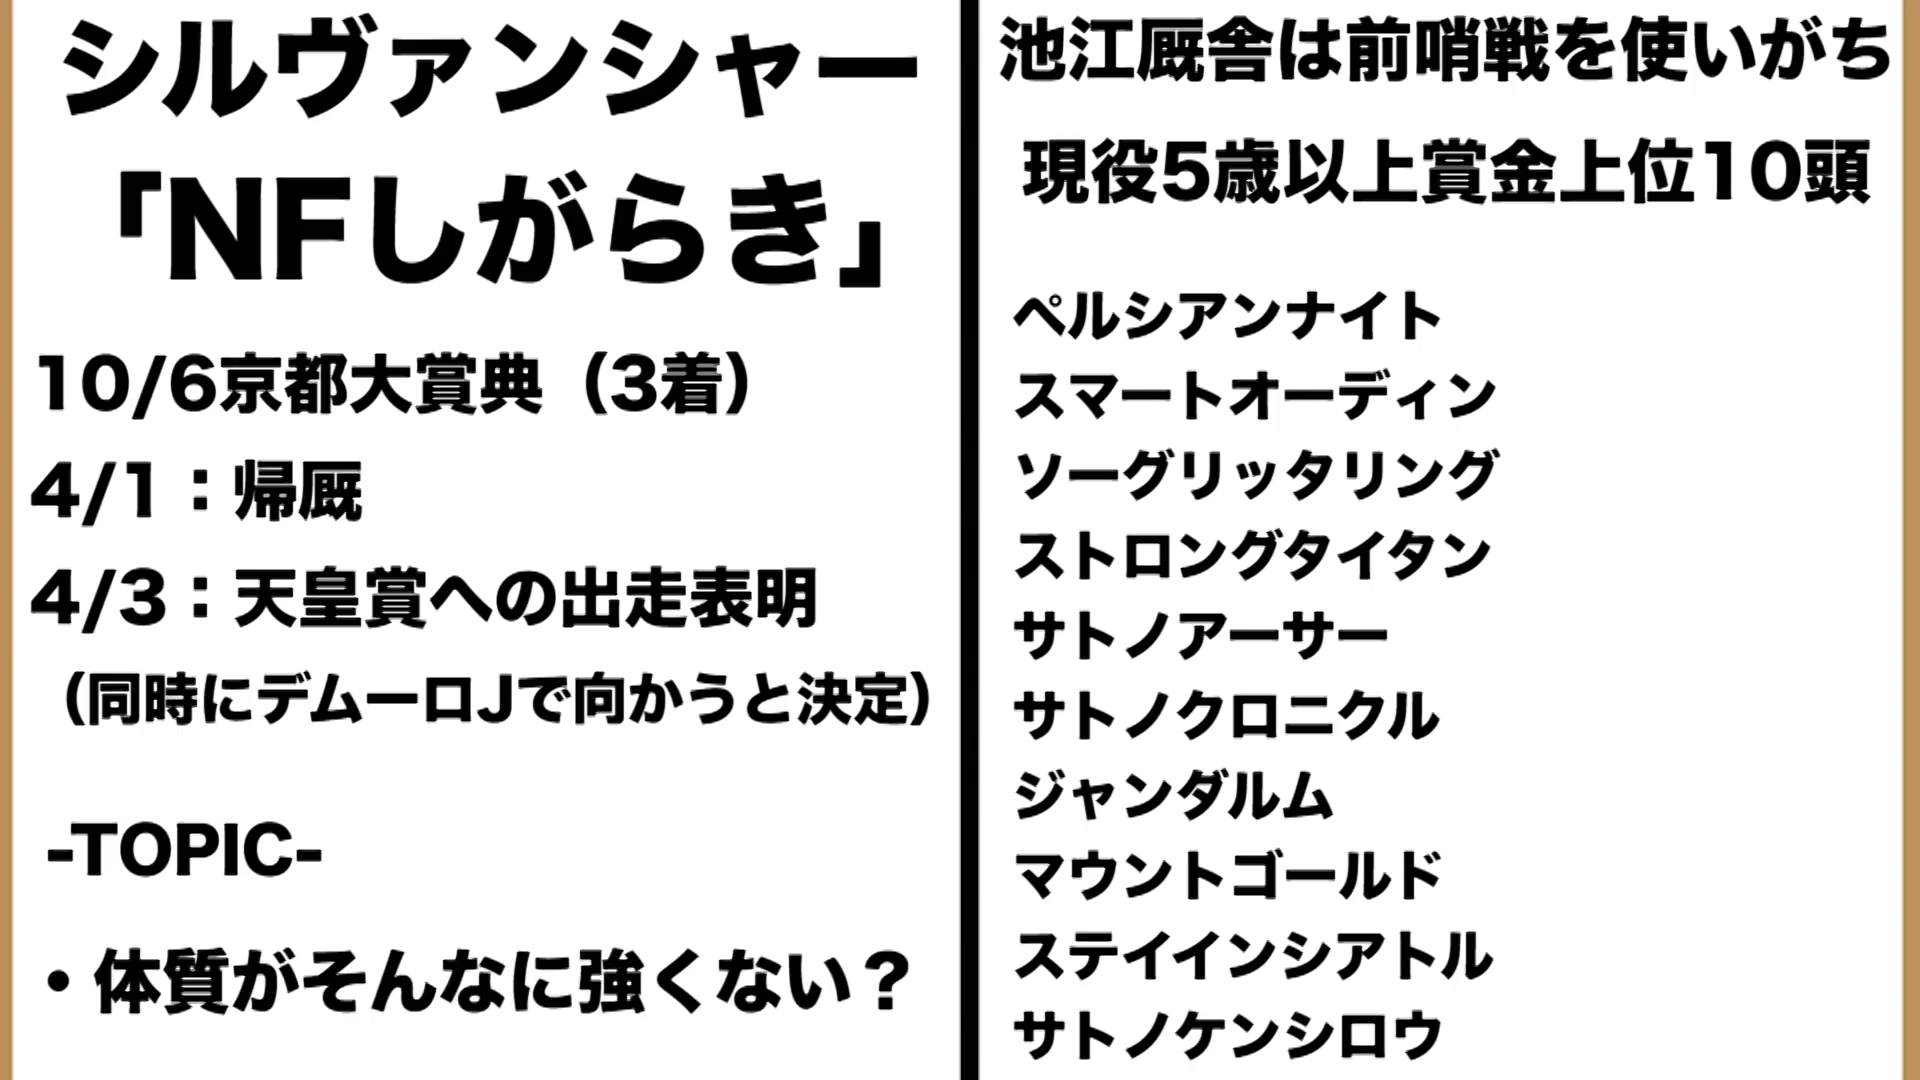 シルヴァンシャー
「NFしがらき」
10/6京都大賞典（3着）
4/1：帰厩
4/3：天皇賞への出走表明
（同時にデムーロJで向かうと決定）
-TOPIC-
・体質がそんなに強くない？
池江厩舎は前哨戦を使いがち
現役5歳以上賞金上位10頭
ペルシアンナイト
スマートオーディン
ソーグリッタリング
ストロングタイタン
サトノアーサー
サトノクロニクル
ジャンダルム
マウントゴールド
ステイインシアトル
サトノケンシロウ